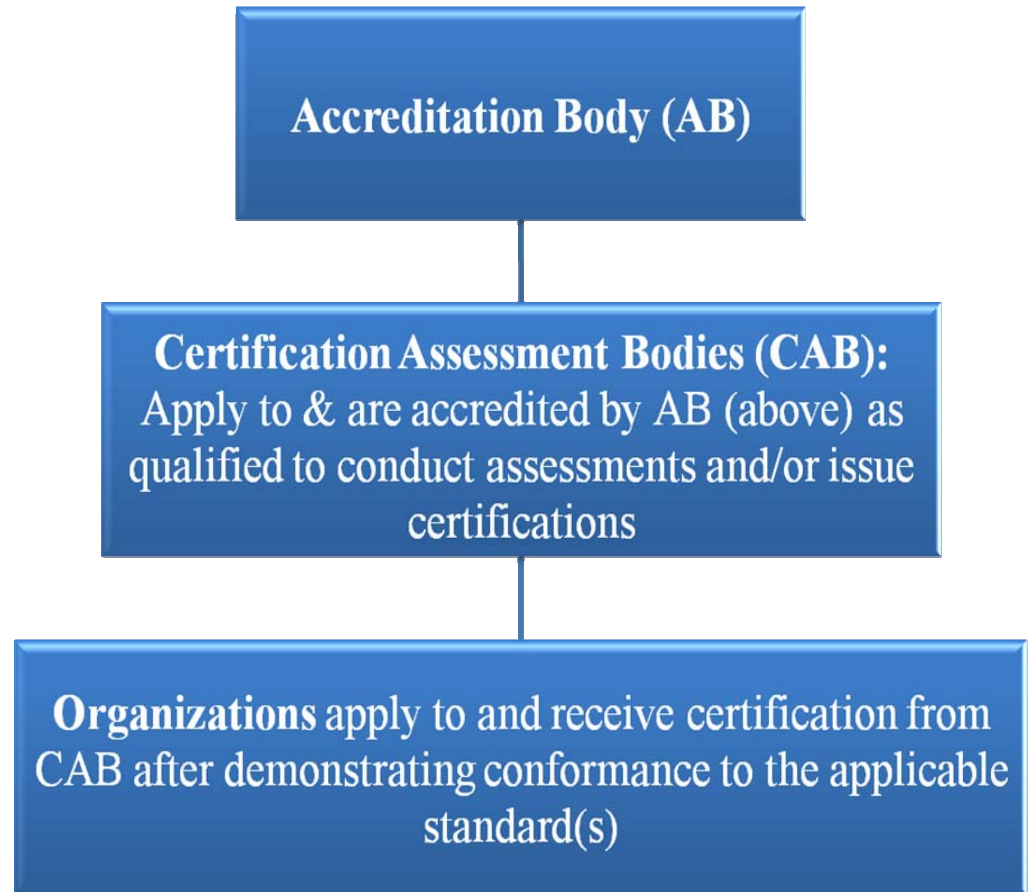 Accreditation Body (AB)
Certification Assessment Bodies (CAB):
Apply to & are accredited by AB (above) as
qualified to conduct assessments and/or issue
certifications
Organizations apply to and receive certification from
CAB after demonstrating conformance to the applicable
standard(s)